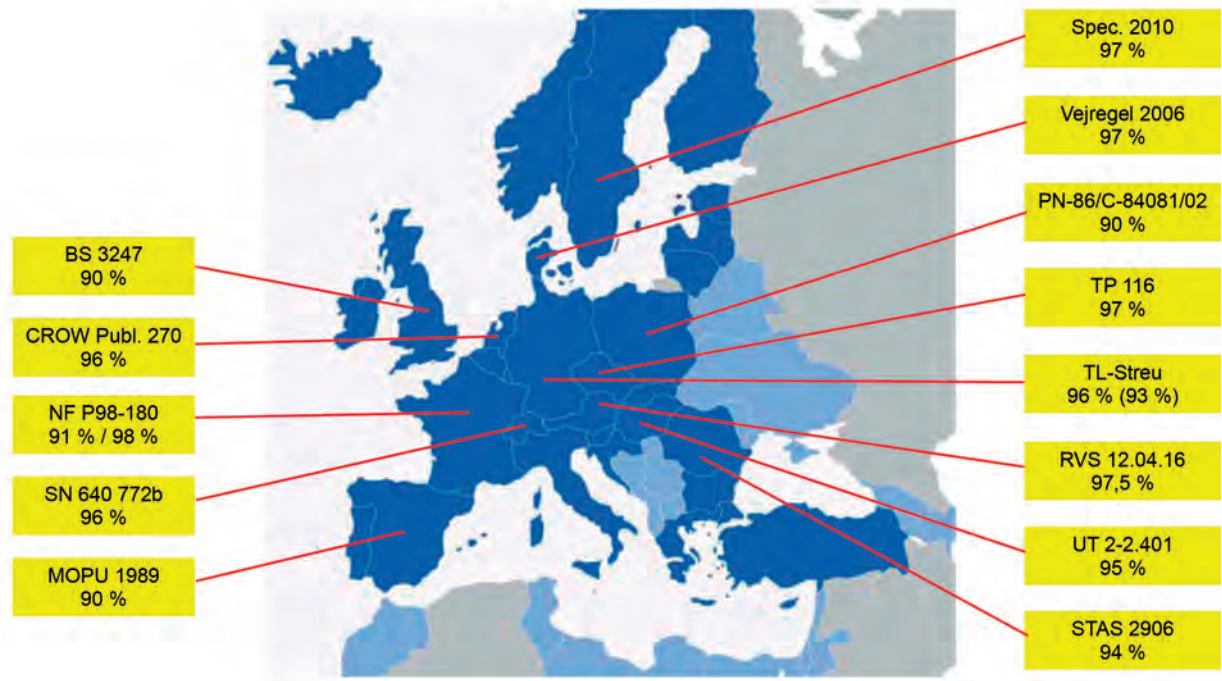 BS 3247
90 %
CROW Publ. 270
96 %
NF P98-180
91 % / 98 %
SN 640 772b
96 %
MOPU 1989
90 %
Spec. 2010
97 %
Vejregel 2006
97 %
PN-86/C-84081/02
90 %
TP 116
97 %
TL-Streu
96 % (93 %)
RVS 12.04.16
97,5 %
UT 2-2.401
95 %
STAS 2906
94 %